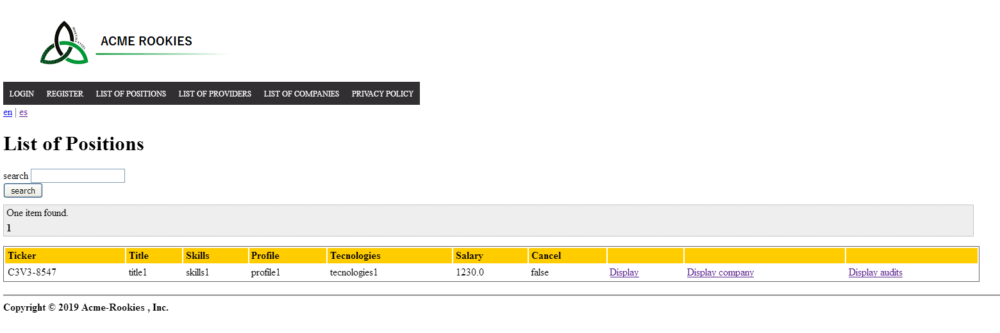 MARTIN KYSEL
ACME ROOKIES
LOGIN REGISTER LIST OF POSITIONS LIST OF PROVIDERS LIST OF COMPANIES PRIVACY POLICY
en | es
List of Positions
search
search
One item found.
1
Ticker Title Skills Profile Tecnologies Salary Cancel
C3V3-8547 title1 skills1 profile1 tecnologies1 1230.0 false Display Display company Display audits
Copyright © 2019 Acme-Rookies , Inc.